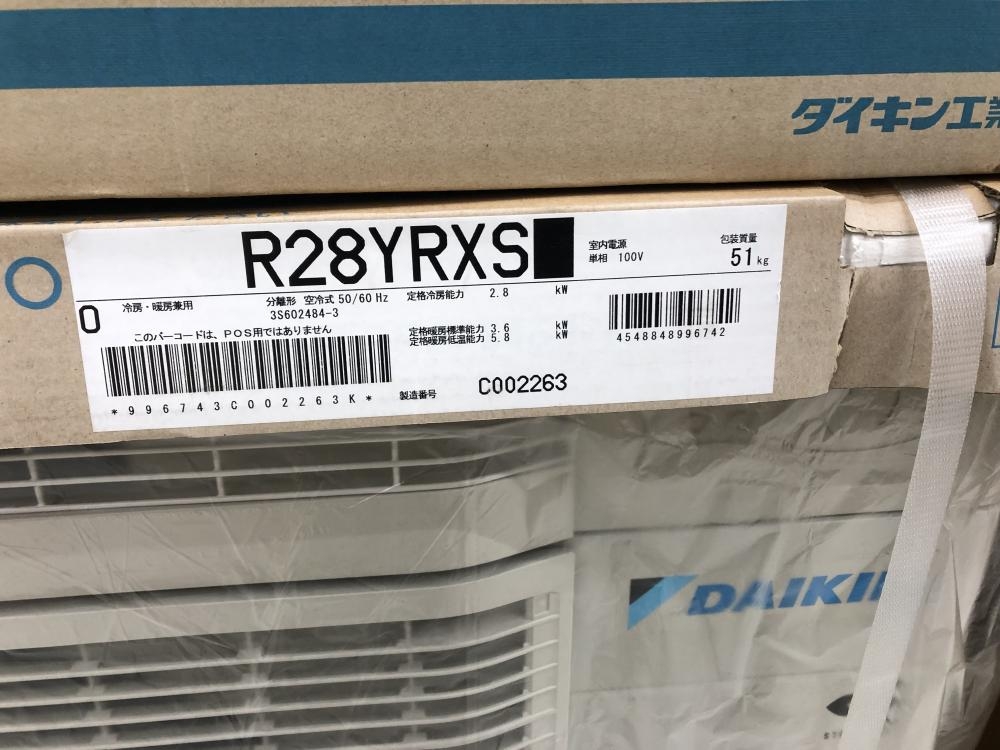 ダイキン工業
R28YRXS■
室内電源
単相 100V
包装質量
51kg
0
冷房・暖房兼用
分離形 空冷式 50/60 Hz
3S602484-3
定格冷房能力 2.8 kW
定格暖房標準能力 3.6 kW
定格暖房低温能力 5.8 kW
このバーコードは、POS用ではありません
*996743C002263K*
4548848996742
製造番号 C002263
DAIKI